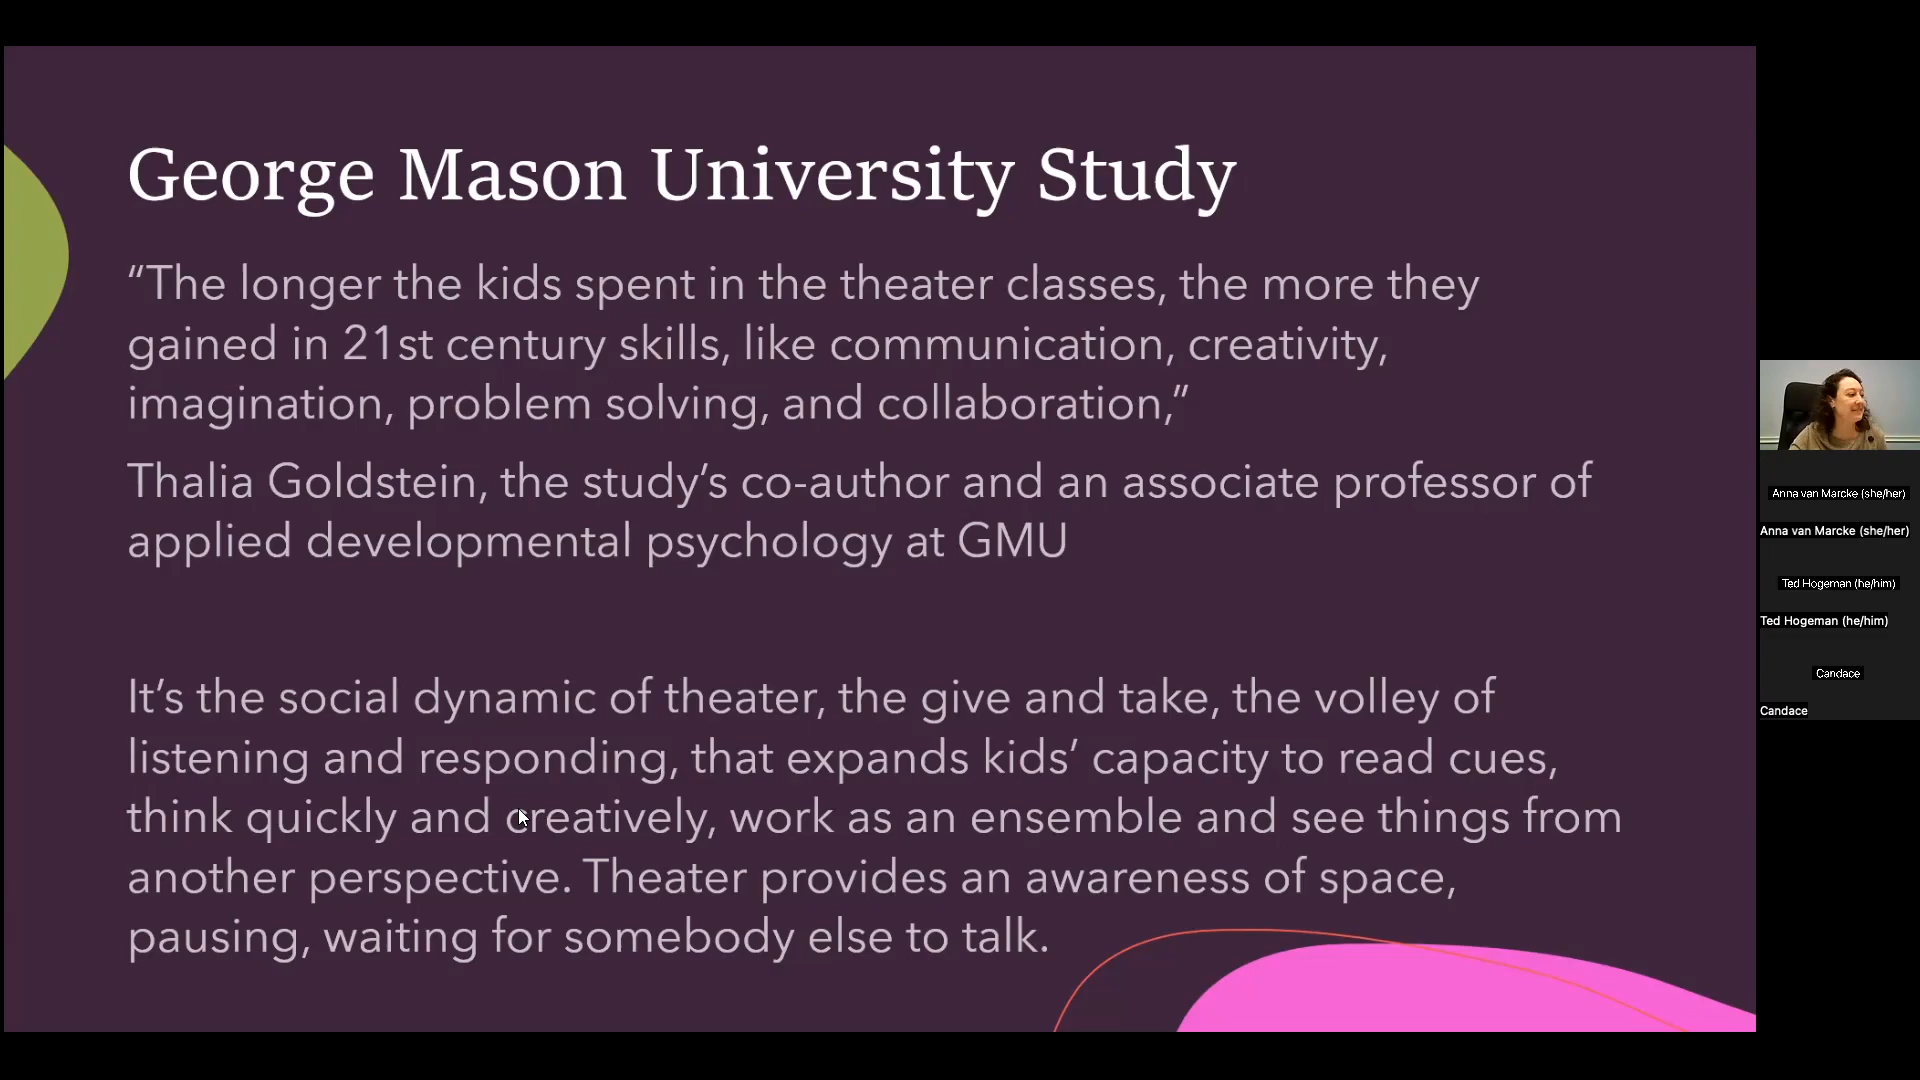 George Mason University Study
“The longer the kids spent in the theater classes, the more they
gained in 21st century skills, like communication, creativity,
imagination, problem solving, and collaboration,”
Thalia Goldstein, the study’s co-author and an associate professor of
applied developmental psychology at GMU
It’s the social dynamic of theater, the give and take, the volley of
listening and responding, that expands kids’ capacity to read cues,
think quickly and creatively, work as an ensemble and see things from
another perspective. Theater provides an awareness of space,
pausing, waiting for somebody else to talk.
Anna van Marcke (she/her)
Anna van Marcke (she/her)
Ted Hogeman (he/him)
Ted Hogeman (he/him)
Candace
Candace